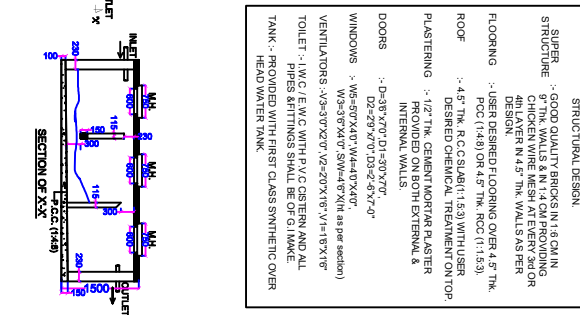 STRUCTURAL DESIGN.
SUPER STRUCTURE :- GOOD QUALITY BRICKS IN 1:6 CM IN
9" Thk. WALLS & IN 1:4 CM PROVIDING
CHICKEN WIRE MESH AT EVERY 3rd OR
4th LAYER IN 4.5" Thk. WALLS AS PER
DESIGN.
FLOORING :- USER DESIRED FLOORING OVER 4.5" Thk.
PCC (1:4:8) OR 4.5" Thk. RCC (1:1.5:3).
ROOF :- 4.5" Thk. R.C.C SLAB(1:1.5:3) WITH USER
DESIRED CHEMICAL TREATMENT ON TOP.
PLASTERING :- 1/2" Thk. CEMENT MORTAR PLASTER
PROVIDED ON BOTH EXTERNAL &
INTERNAL WALLS.
DOORS :- D=3'6"x7'0",D1=3'0"x7'0",
D2=2'9"x7'0",D3=2'-6"x7'-0"
WINDOWS :- W5=5'0"X4'0",W4=4'0"X4'0",
W3=3'0"X4'0",S/W=4'6"X(ht as per section)
VENTILATORS :-V3=3'0"X2'0",V2=2'0"X1'6",V1=1'6"X1'6"
TOILET :- I.W.C / E.W.C WITH P.V.C CISTERN AND ALL
PIPES &FITTINGS SHALL BE OF G.I MAKE.
TANK :- PROVIDED WITH FIRST CLASS SYNTHETIC OVER
HEAD WATER TANK.
TLET
'X'
INLET
OUTLET
M.H.
750
600
M.H.
750
600
M.H.
750
600
100
230
115
230
150
300
115
300
230
1500
150
P.C.C. (1:4:8)
SECTION OF X'-X'